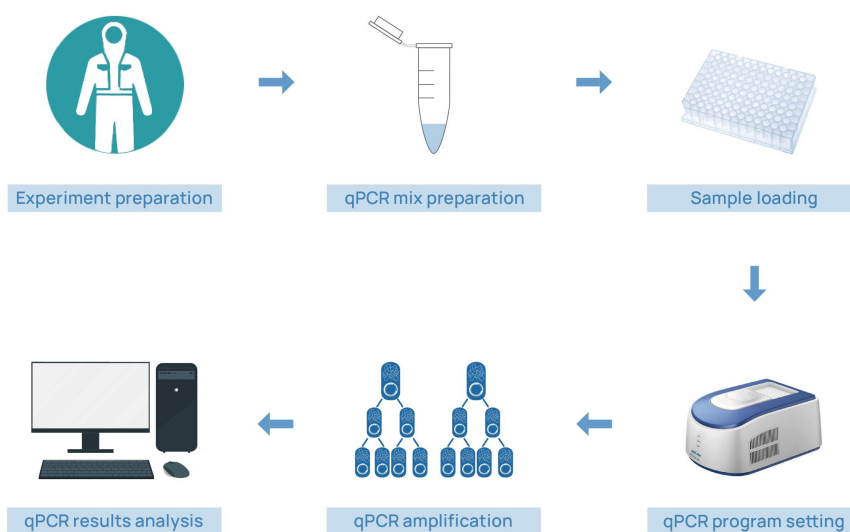 Experiment preparation
qPCR mix preparation
Sample loading
qPCR program setting
qPCR amplification
qPCR results analysis